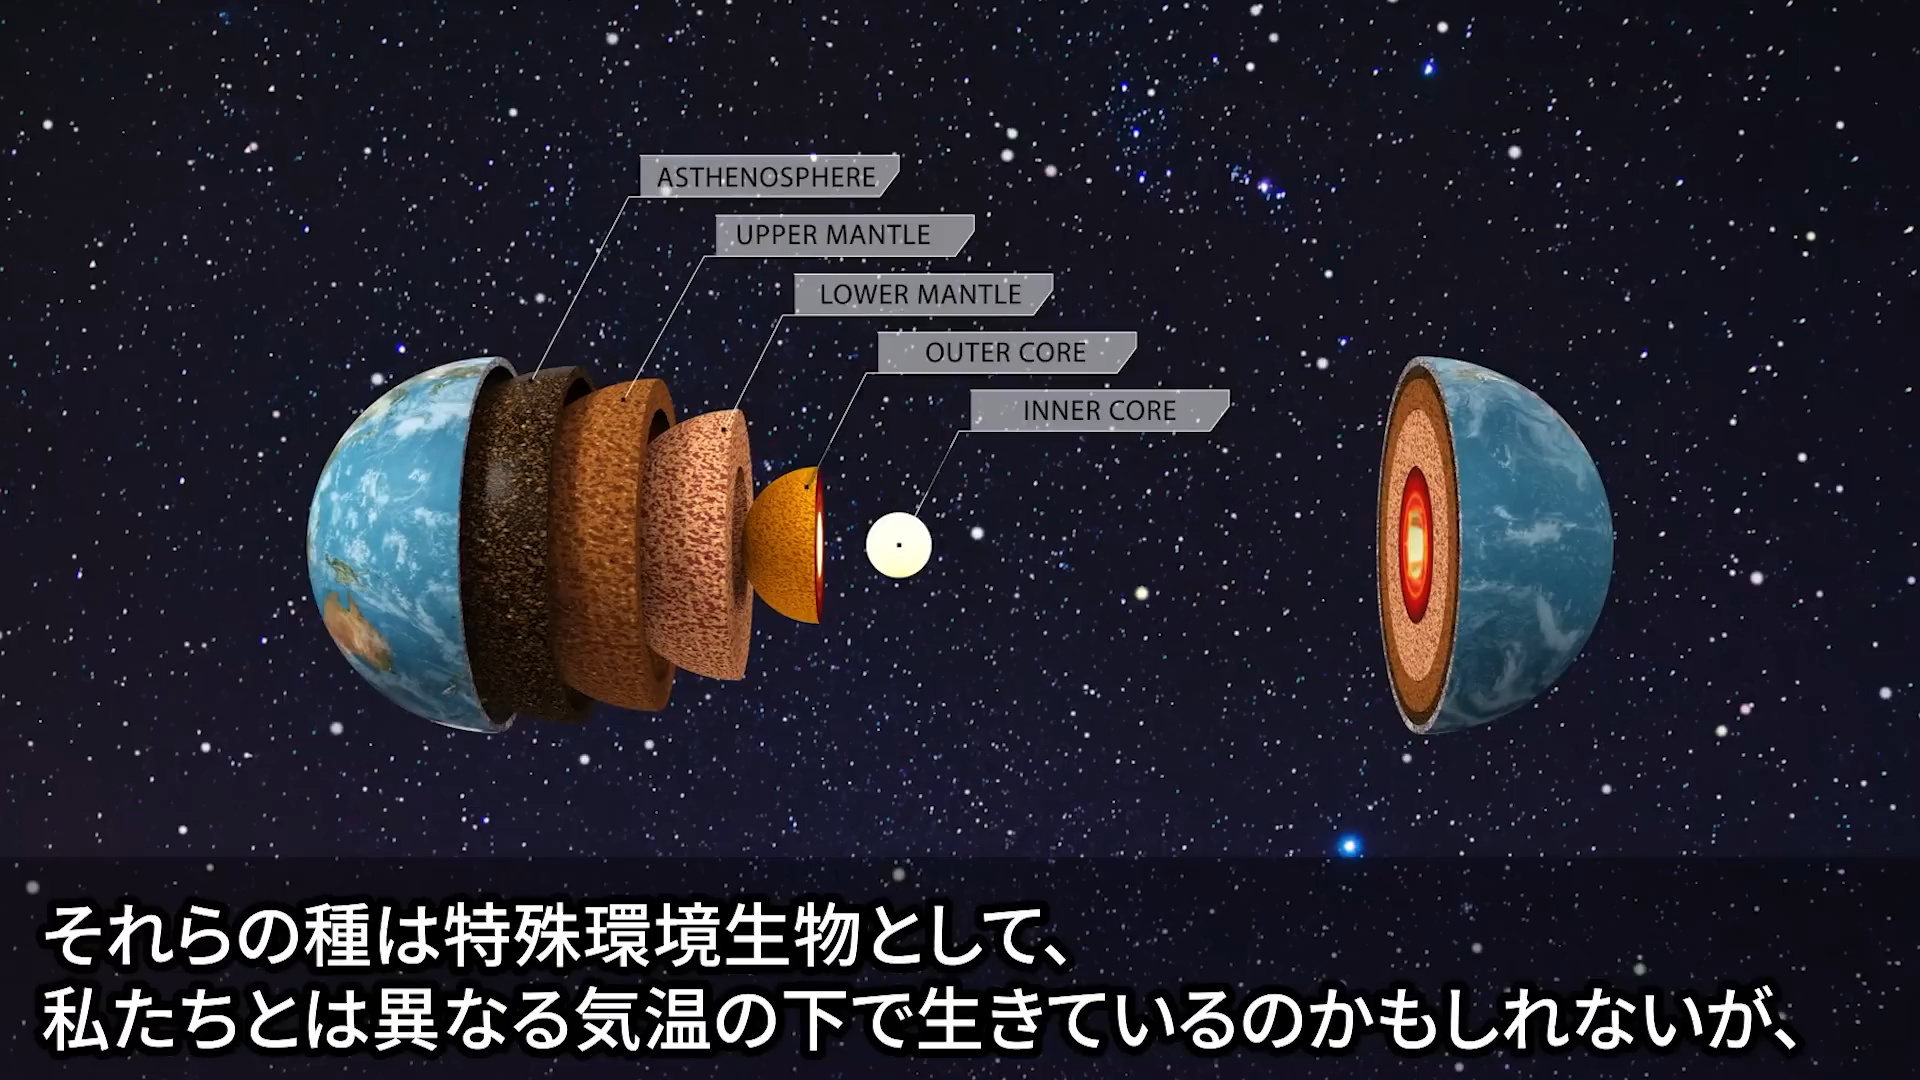 ASTHENOSPHERE
UPPER MANTLE
LOWER MANTLE
OUTER CORE
INNER CORE
それらの種は特殊環境生物として、
私たちとは異なる気温の下で生きているのかもしれないが、